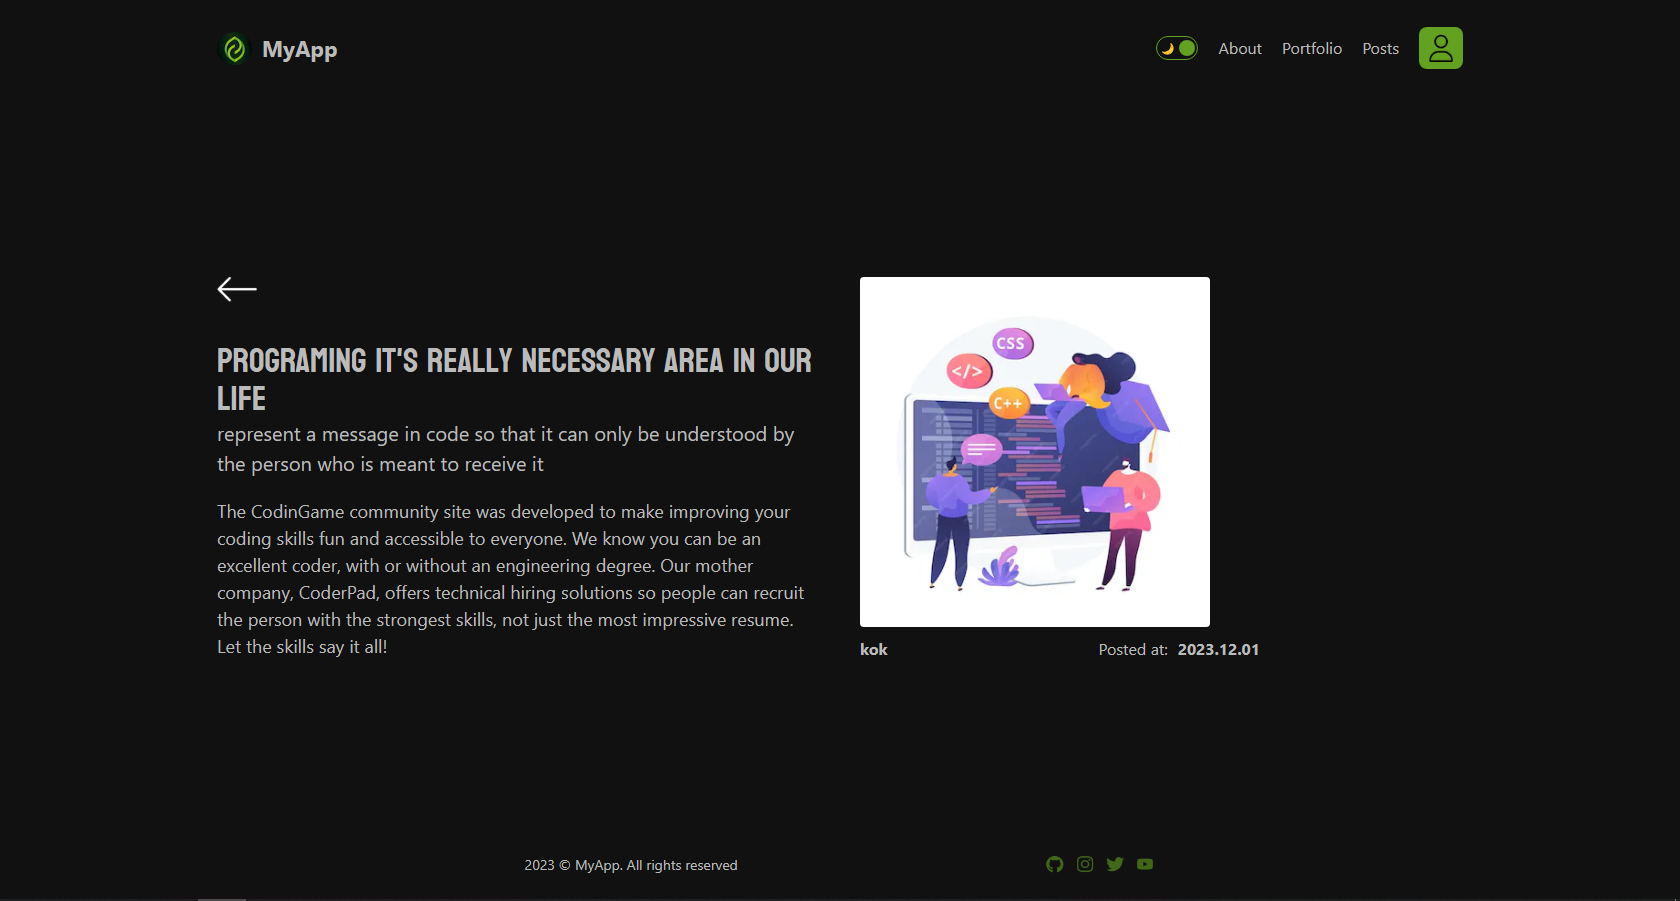 MyApp
About Portfolio Posts
PROGRAMING IT'S REALLY NECESSARY AREA IN OUR
LIFE
represent a message in code so that it can only be understood by
the person who is meant to receive it
The CodinGame community site was developed to make improving your
coding skills fun and accessible to everyone. We know you can be an
excellent coder, with or without an engineering degree. Our mother
company, CoderPad, offers technical hiring solutions so people can recruit
the person with the strongest skills, not just the most impressive resume.
Let the skills say it all!
CSS
</>
C++
kok
Posted at: 2023.12.01
2023 © MyApp. All rights reserved